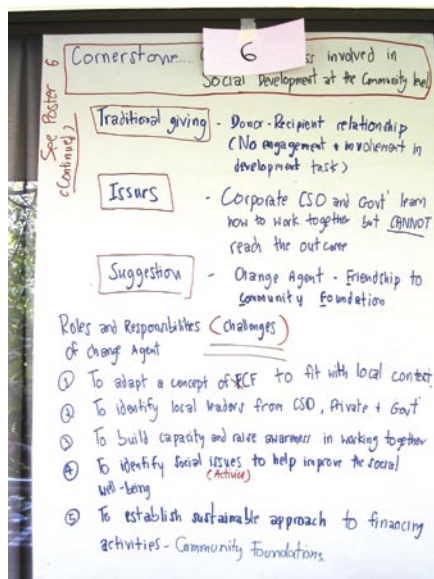 6
See Poster 6
(Continued)
Cornerstone..... ss involved in
Social Development at the Community level
Traditional giving - Donor-Recipient relationship
(No engagement + involvement in
development task)
Issues - Corporate CSO and Govt' learn
how to work together but CANNOT
reach the outcome
Suggestion - Change Agent - Friendship to
Community Foundation
Roles and Responsibilities (Challenges)
of change Agent
① To adapt a concept of CF to fit with local context
② To identify local leaders from CSO, Private + Govt'
③ To build capacity and raise awareness in working together
④ To identify social issues to help improve the social
(Activies)
well-being
⑤ To establish sustainable approach to financing
activities - Community Foundations